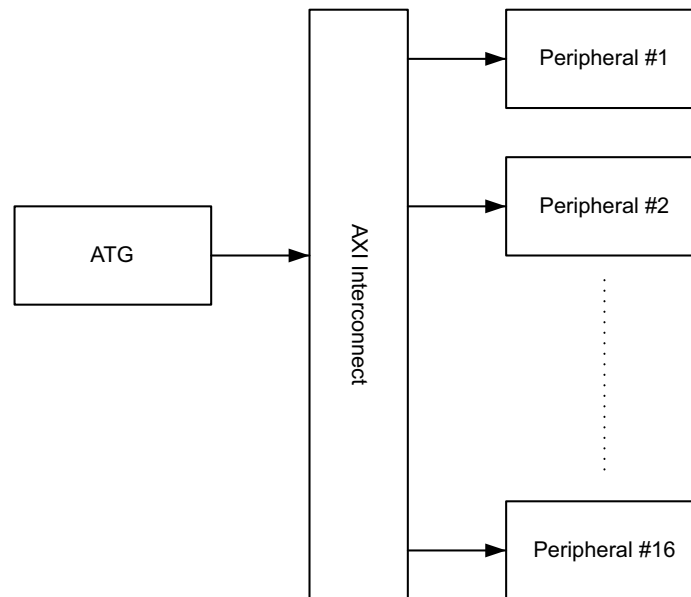 Peripheral #1
Peripheral #2
ATG
AXI Interconnect
Peripheral #16